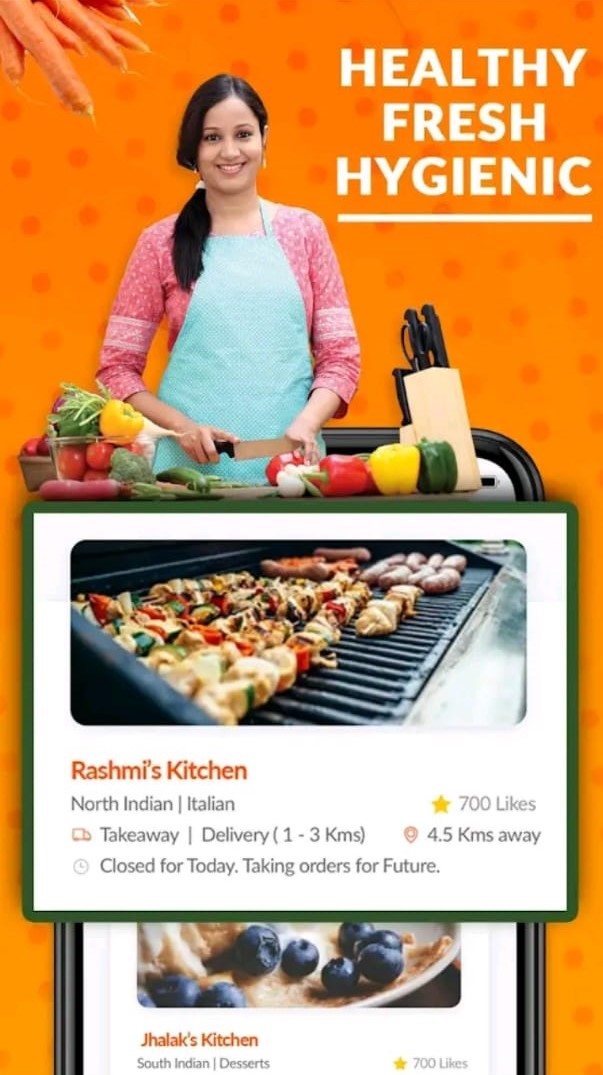 HEALTHY
FRESH
HYGIENIC
Rashmi's Kitchen
North Indian | Italian
700 Likes
Takeaway | Delivery ( 1 - 3 Kms)
4.5 Kms away
Closed for Today. Taking orders for Future.
Jhalak's Kitchen
South Indian | Desserts
700 Likes